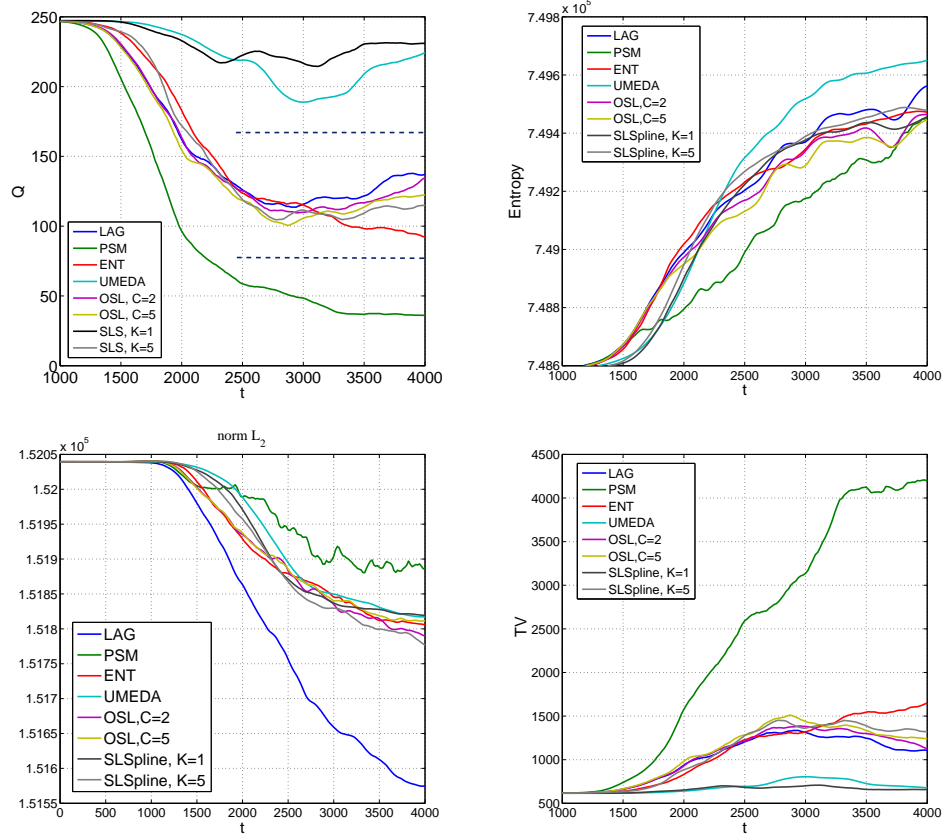 250
200
150
100
50
0
Q
LAG
PSM
ENT
UMEDA
OSL, C=2
OSL, C=5
SLS, K=1
SLS, K=5
1000 1500 2000 2500 3000 3500 4000
t
7.498 x 10^5
7.496
7.494
7.492
7.49
7.488
7.486
Entropy
LAG
PSM
ENT
UMEDA
OSL,C=2
OSL,C=5
SLSpline, K=1
SLSpline, K=5
1000 1500 2000 2500 3000 3500 4000
t
norm L_2
1.5205 x 10^5
1.52
1.5195
1.519
1.5185
1.518
1.5175
1.517
1.5165
1.516
1.5155
LAG
PSM
ENT
UMEDA
OSL,C=2
OSL,C=5
SLSpline, K=1
SLSpline, K=5
0 500 1000 1500 2000 2500 3000 3500 4000
t
4500
4000
3500
3000
2500
2000
1500
1000
500
TV
LAG
PSM
ENT
UMEDA
OSL,C=2
OSL,C=5
SLSpline, K=1
SLSpline, K=5
1000 1500 2000 2500 3000 3500 4000
t